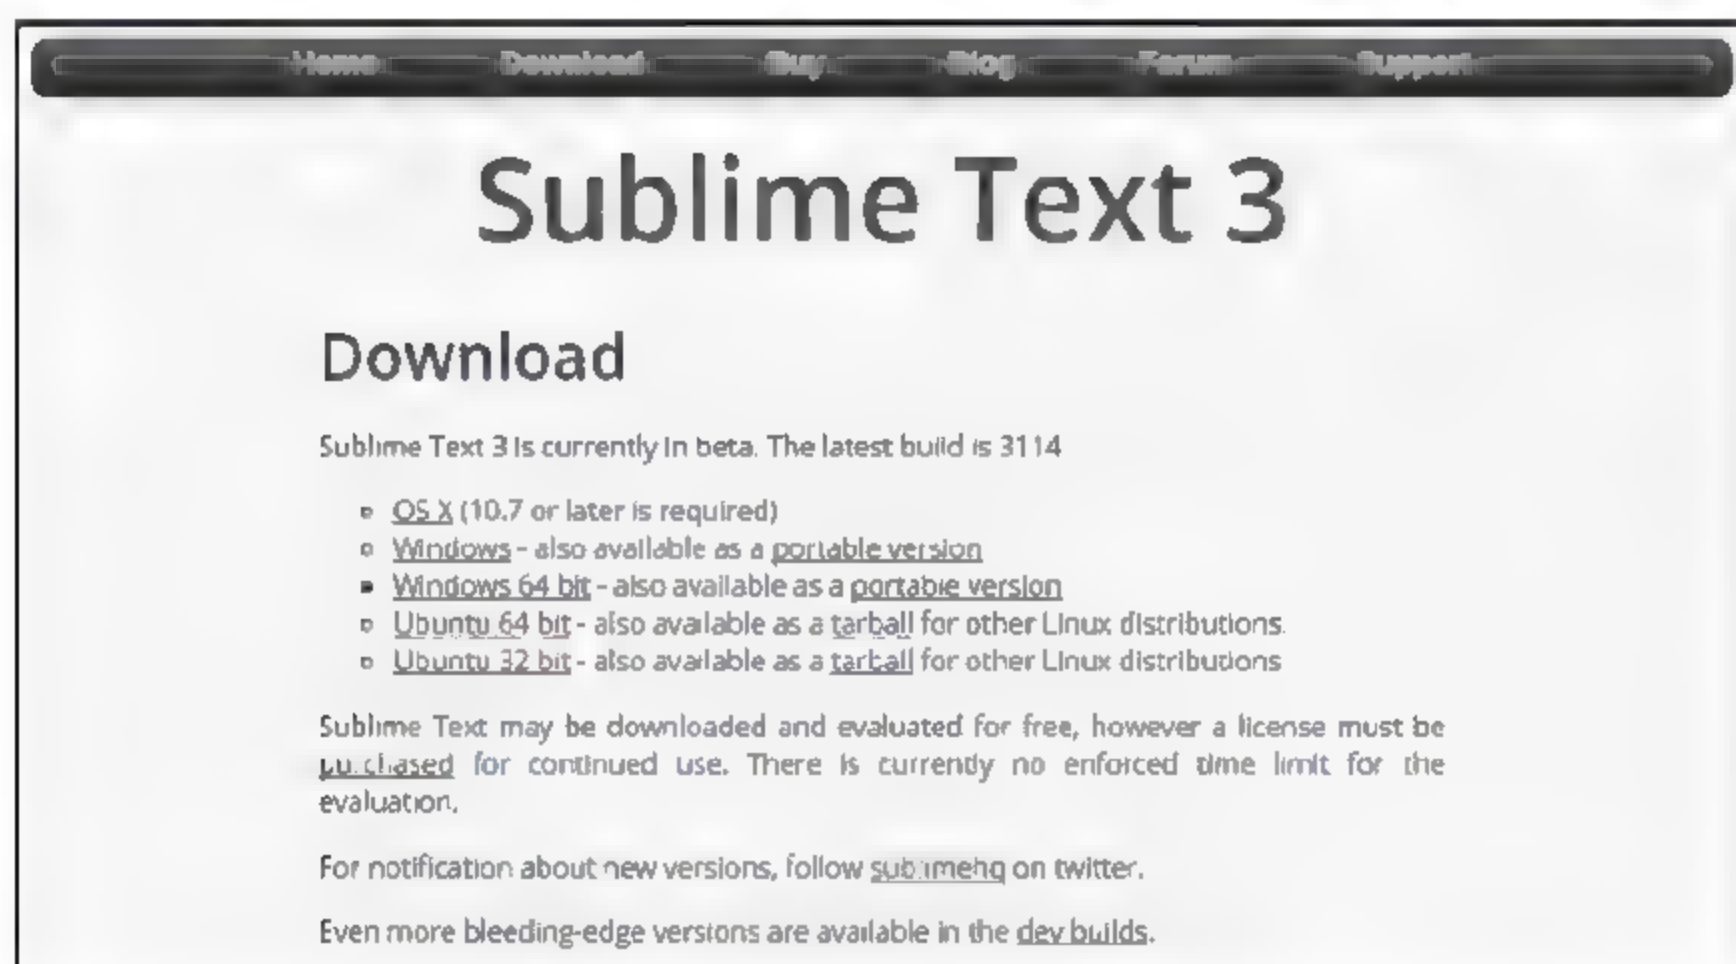 Home Download Buy Blog Forum Support
Sublime Text 3
Download
Sublime Text 3 is currently in beta. The latest build is 3114
OS X (10.7 or later is required)
Windows - also available as a portable version
Windows 64 bit - also available as a portable version
Ubuntu 64 bit - also available as a tarball for other Linux distributions.
Ubuntu 32 bit - also available as a tarball for other Linux distributions
Sublime Text may be downloaded and evaluated for free, however a license must be
purchased for continued use. There is currently no enforced time limit for the
evaluation.
For notification about new versions, follow sublimehq on twitter.
Even more bleeding-edge versions are available in the dev builds.